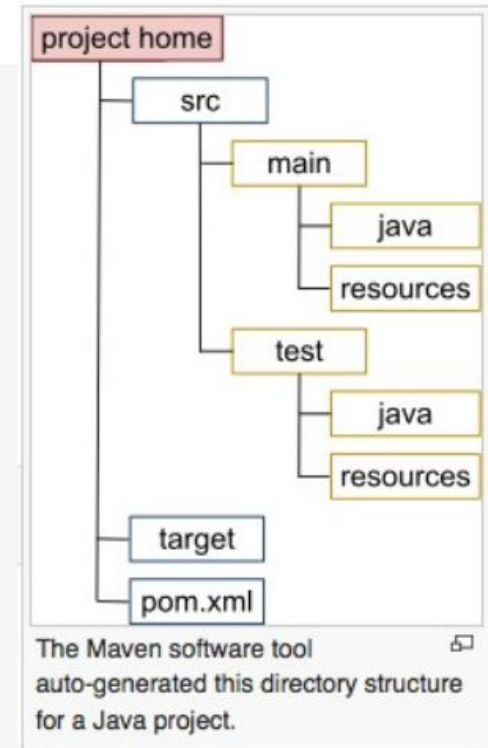 project home
src
main
java
resources
test
java
resources
target
pom.xml
The Maven software tool
auto-generated this directory structure
for a Java project.